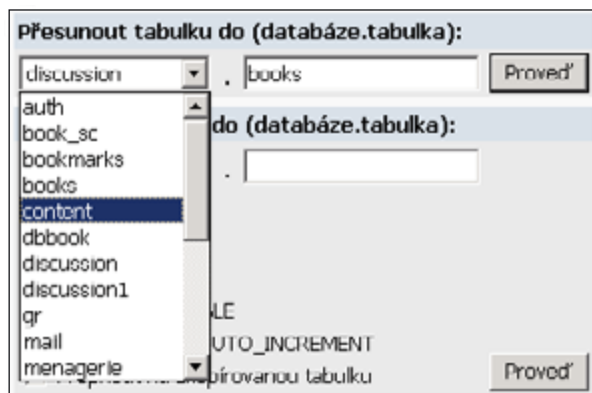 Přesunout tabulku do (databáze.tabulka):
discussion . books Proveď
auth
book_sc
do (databáze.tabulka):
bookmarks
.
books
content
dbbook
discussion
discussion1
qr
LE
mail
UTO_INCREMENT
menagerie
tabulku
Proveď